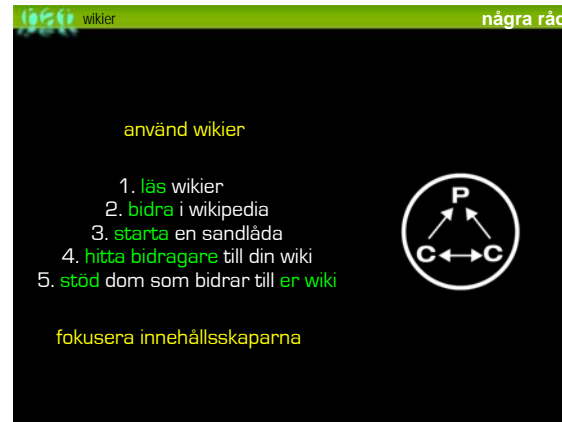 wikier
några råd
använd wikier
1. läs wikier
2. bidra i wikipedia
3. starta en sandlåda
4. hitta bidragare till din wiki
5. stöd dom som bidrar till er wiki
P
C C
fokusera innehållsskaparna